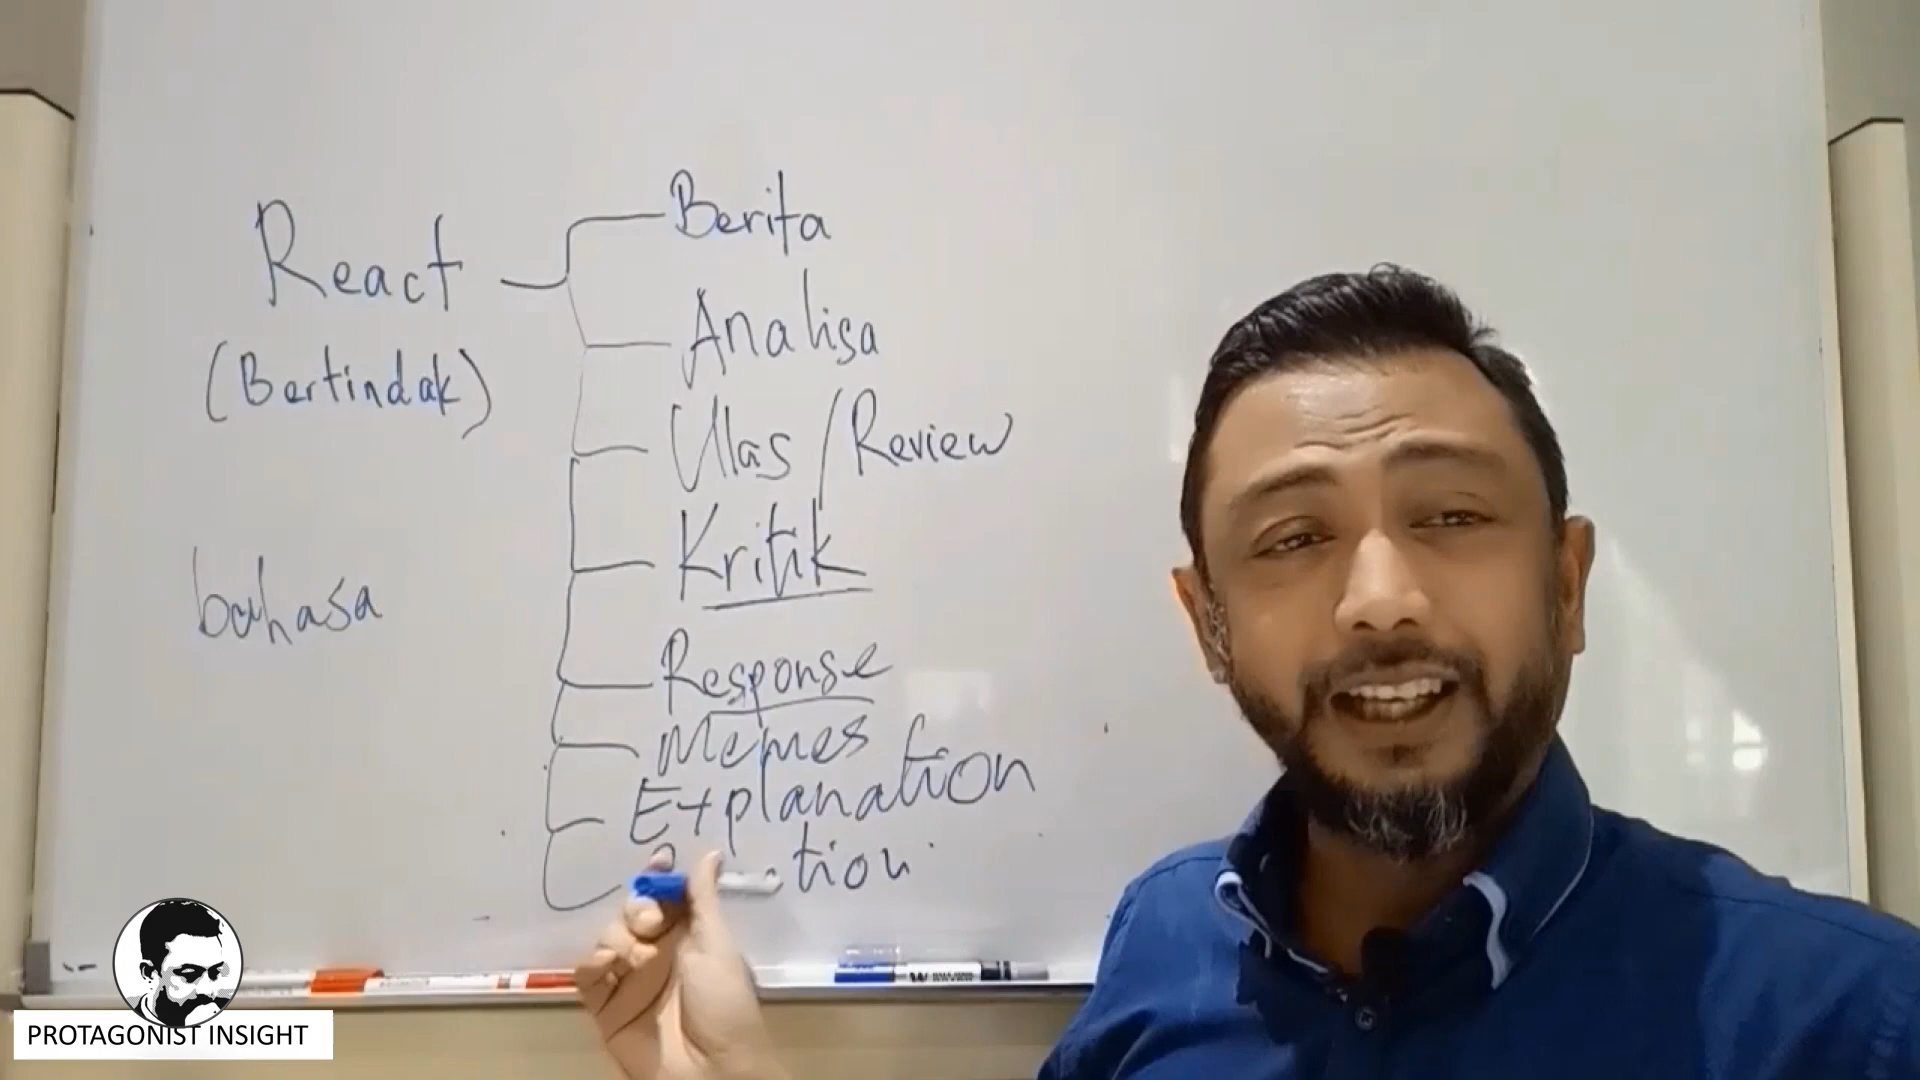 React
(Bertindak)
bahasa
Berita
Analisa
Ulas / Review
Kritik
Response
Memes
Explanation
PROTAGONIST INSIGHT